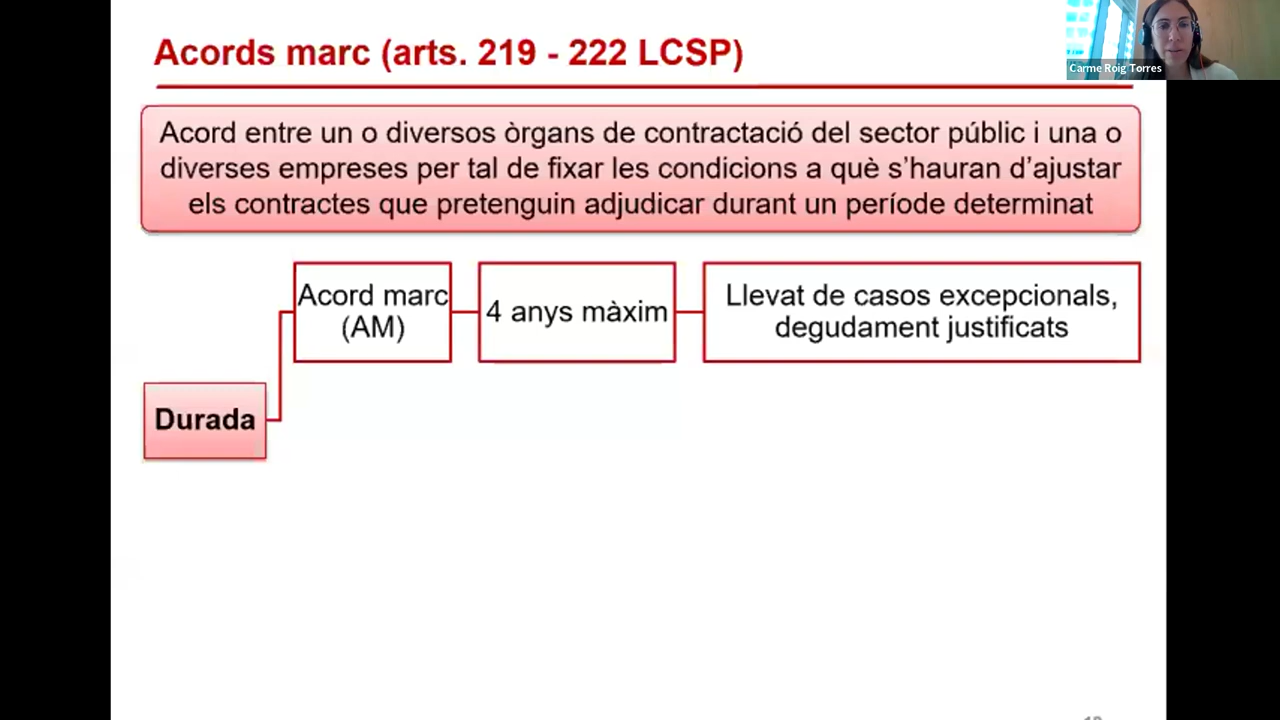 Acords marc (arts. 219 - 222 LCSP)
Carme Roig Torres
Acord entre un o diversos òrgans de contractació del sector públic i una o
diverses empreses per tal de fixar les condicions a què s’hauran d’ajustar
els contractes que pretenguin adjudicar durant un període determinat
Acord marc
(AM)
4 anys màxim
Llevat de casos excepcionals,
degudament justificats
Durada